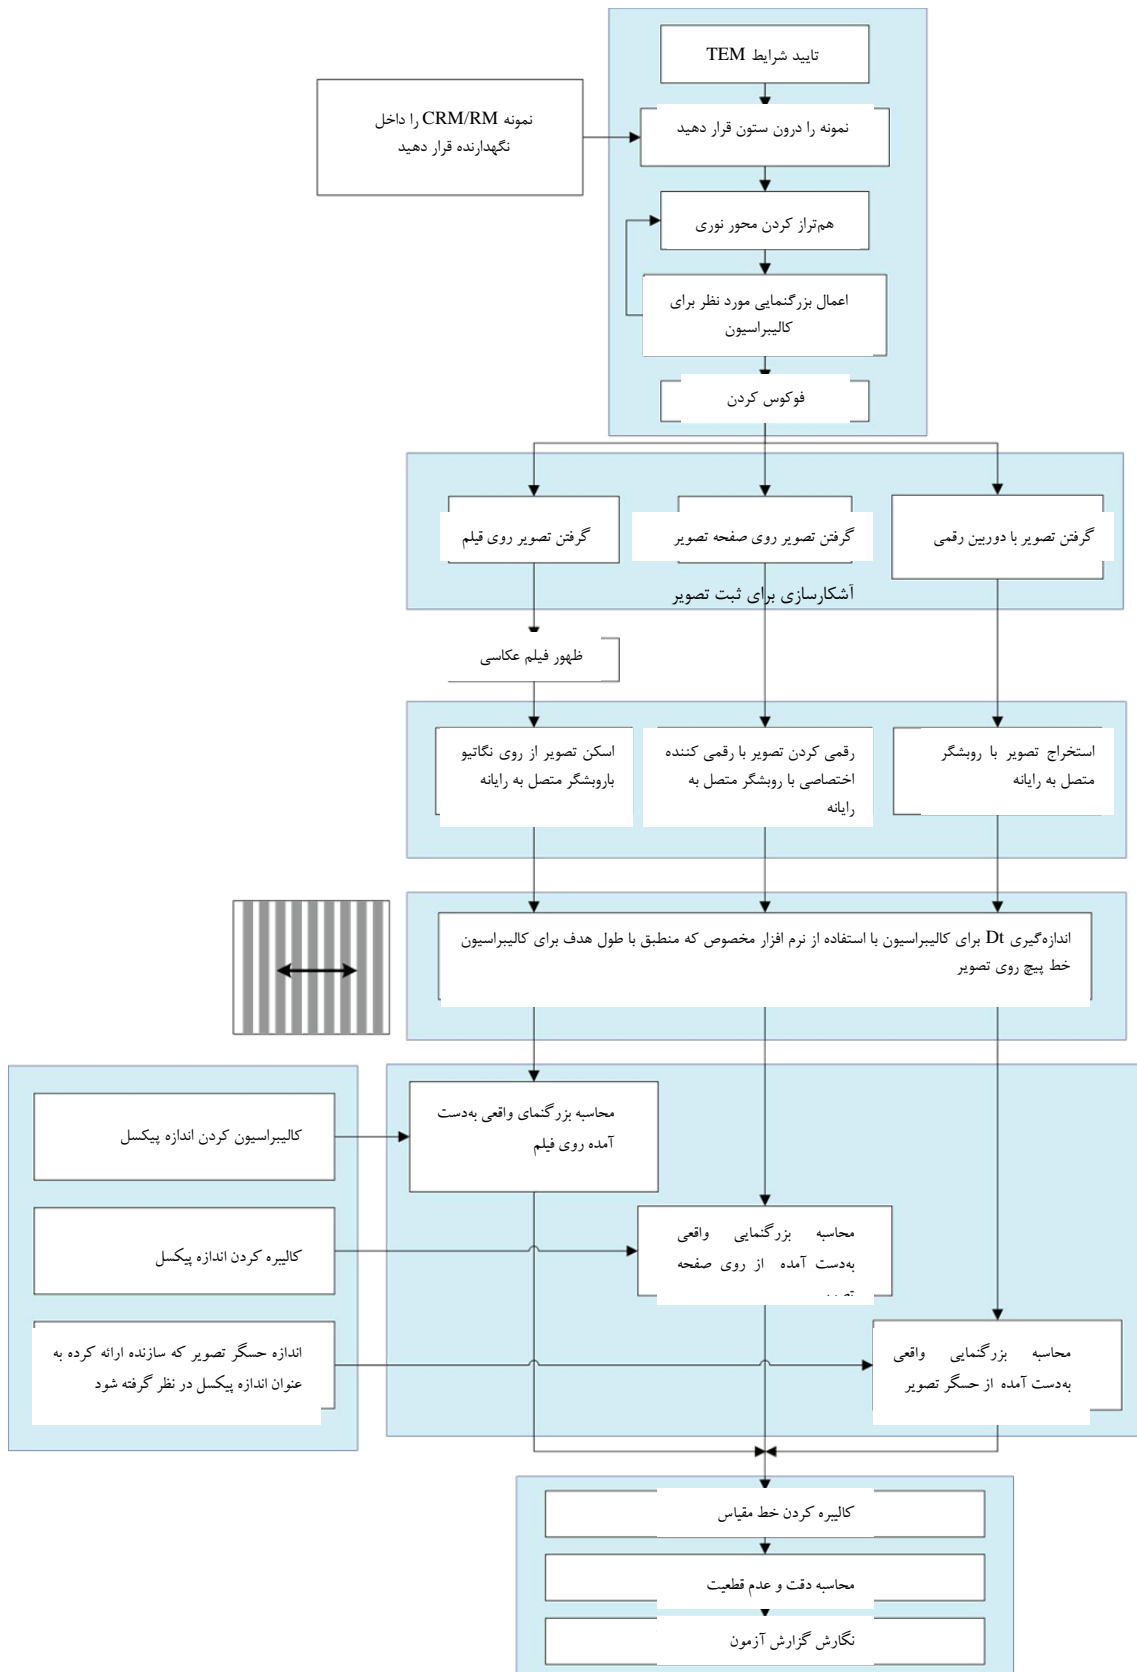 تایید شرایط TEM
نمونه CRM/RM را داخل
نگهدارنده قرار دهید
نمونه را درون ستون قرار دهید
هم‌تراز کردن محور نوری
اعمال بزرگنمایی مورد نظر برای
کالیبراسیون
فوکوس کردن
گرفتن تصویر با دوربین رقمی
گرفتن تصویر روی صفحه تصویر
گرفتن تصویر روی قیلم
آشکارسازی برای ثبت تصویر
ظهور فیلم عکاسی
استخراج تصویر با روبشگر
متصل به رایانه
رقمی کردن تصویر با رقمی کننده
اختصاصی با روبشگر متصل به
رایانه
اسکن تصویر از روی نگاتیو
باروبشگر متصل به رایانه
اندازه‌گیری Dt برای کالیبراسیون با استفاده از نرم افزار مخصوص که منطبق با طول هدف برای کالیبراسیون
خط پیچ روی تصویر
محاسبه بزرگنمای واقعی به‌دست
آمده روی فیلم
کالیبراسیون کردن اندازه پیکسل
محاسبه بزرگنمایی واقعی
به‌دست آمده از روی صفحه
کالیبره کردن اندازه پیکسل
محاسبه بزرگنمایی واقعی
به‌دست آمده از حسگر تصویر
اندازه حسگر تصویر که سازنده ارائه کرده به
عنوان اندازه پیکسل در نظر گرفته شود
کالیبره کردن خط مقیاس
محاسبه دقت و عدم قطعیت
نگارش گزارش آزمون